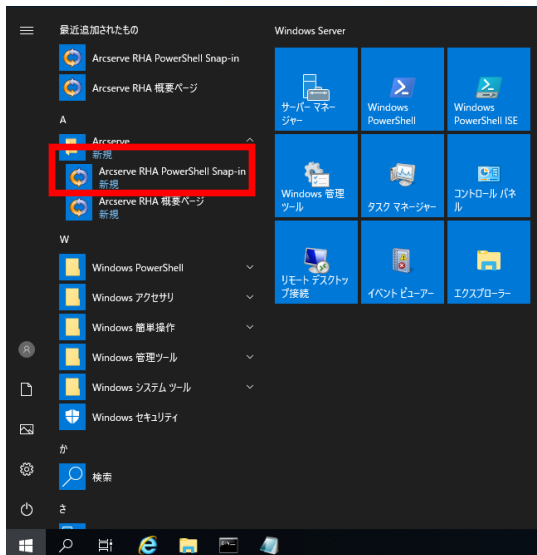 最近追加されたもの
Arcserve RHA PowerShell Snap-in
Arcserve RHA 概要ページ
A
Arcserve
新規
Arcserve RHA PowerShell Snap-in
新規
Arcserve RHA 概要ページ
新規
W
Windows PowerShell
Windows アクセサリ
Windows 簡単操作
Windows 管理ツール
Windows システム ツール
Windows セキュリティ
か
検索
さ
Windows Server
サーバー マネー
ジャー
Windows
PowerShell
Windows
PowerShell ISE
Windows 管理
ツール
タスク マネージャー
コントロール パネ
ル
リモート デスクトッ
プ接続
イベント ビューアー
エクスプローラー